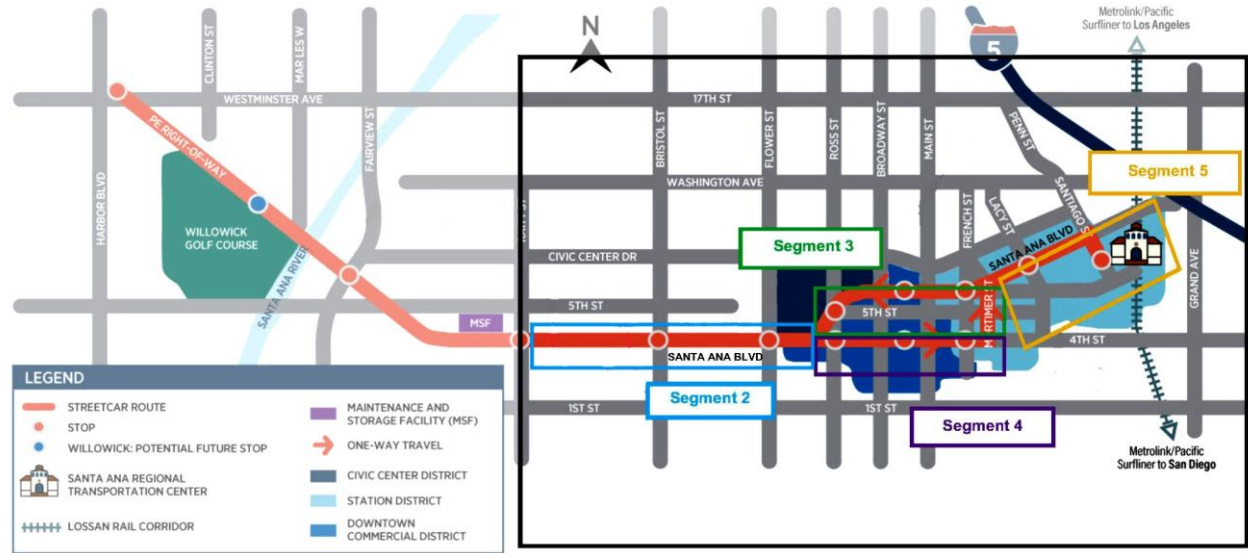 Metrolink/Pacific
Surfliner to Los Angeles
N
5
CLINTON ST
WESTMINSTER AVE
17TH ST
PE RIGHT-OF-WAY
FAIRVIEW ST
BRISTOL ST
FLOWER ST
ROSS ST
BROADWAY ST
MAIN ST
PENN ST
HARBOR BLVD
WASHINGTON AVE
Segment 5
WILLOWICK
GOLF COURSE
SANTA ANA RIVER
FRENCH ST
LACY ST
SANTIAGO ST
CIVIC CENTER DR
Segment 3
SANTA ANA BLVD
GRAND AVE
5TH ST
5TH ST
MSF
4TH ST
SANTA ANA BLVD
Segment 2
1ST ST
1ST ST
Segment 4
Metrolink/Pacific
Surfliner to San Diego
LEGEND
STREETCAR ROUTE
STOP
WILLOWICK: POTENTIAL FUTURE STOP
SANTA ANA REGIONAL
TRANSPORTATION CENTER
LOSSAN RAIL CORRIDOR
MAINTENANCE AND
STORAGE FACILITY (MSF)
ONE-WAY TRAVEL
CIVIC CENTER DISTRICT
STATION DISTRICT
DOWNTOWN
COMMERCIAL DISTRICT